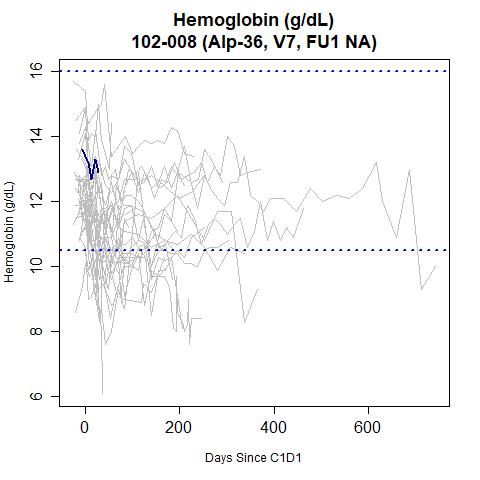 Hemoglobin (g/dL)
102-008 (Alp-36, V7, FU1 NA)
Hemoglobin (g/dL)
16
14
12
10
8
6
0 200 400 600
Days Since C1D1